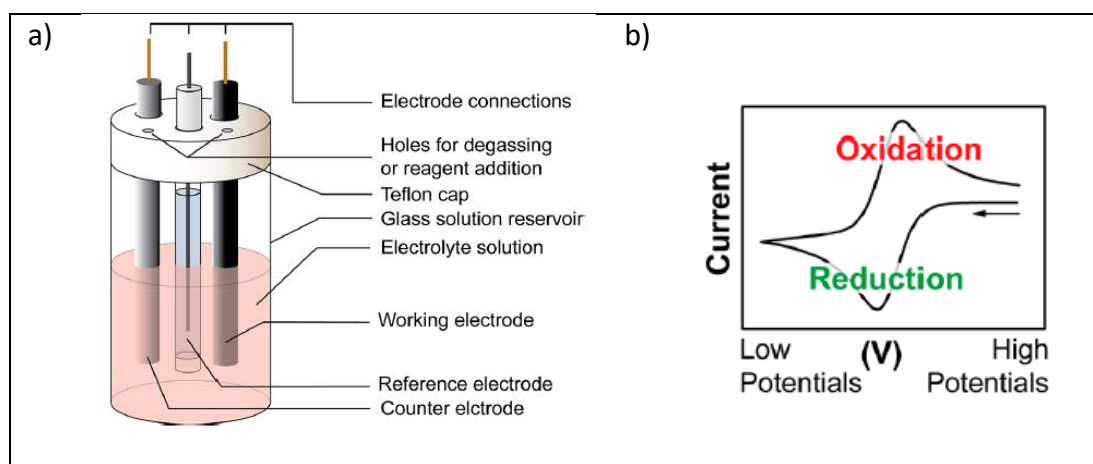 a)
Electrode connections
Holes for degassing
or reagent addition
Teflon cap
Glass solution reservoir
Electrolyte solution
Working electrode
Reference electrode
Counter elctrode
b)
Current
Oxidation
Reduction
Low
Potentials
(V)
High
Potentials